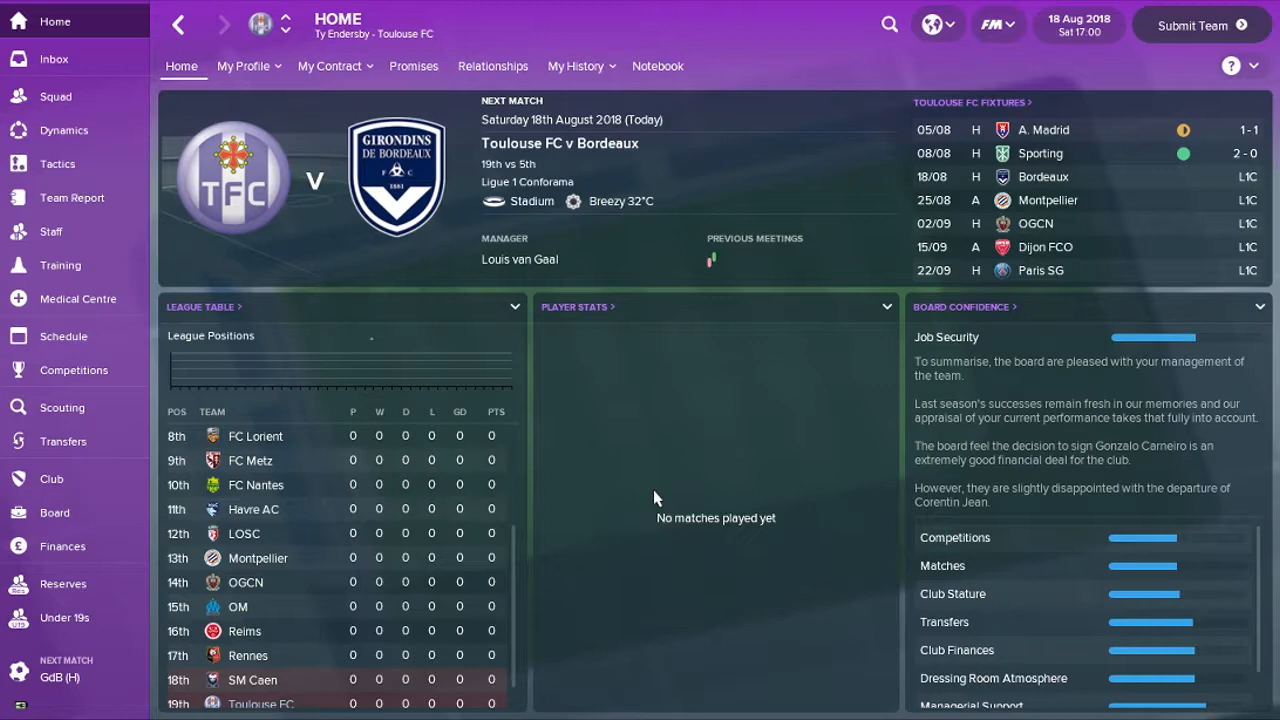 Home
Inbox
Squad
Dynamics
Tactics
Team Report
Staff
Training
Medical Centre
Schedule
Competitions
Scouting
Transfers
Club
Board
Finances
Reserves
Under 19s
NEXT MATCH
GdB (H)
HOME
Ty Endersby - Toulouse FC
FM
18 Aug 2018
Sat 17:00
Submit Team
Home
My Profile
My Contract
Promises
Relationships
My History
Notebook
?
TFC
V
GIRONDINS
DE BORDEAUX
F C
1881
NEXT MATCH
Saturday 18th August 2018 (Today)
Toulouse FC v Bordeaux
19th vs 5th
Ligue 1 Conforama
Stadium Breezy 32°C
MANAGER
Louis van Gaal
PREVIOUS MEETINGS
TOULOUSE FC FIXTURES >
05/08 H A. Madrid 1 - 1
08/08 H Sporting 2 - 0
18/08 H Bordeaux L1C
25/08 A Montpellier L1C
02/09 H OGCN L1C
15/09 A Dijon FCO L1C
22/09 H Paris SG L1C
LEAGUE TABLE >
League Positions
POS TEAM P W D L GD PTS
8th FC Lorient 0 0 0 0 0 0
9th FC Metz 0 0 0 0 0 0
10th FC Nantes 0 0 0 0 0 0
11th Havre AC 0 0 0 0 0 0
12th LOSC 0 0 0 0 0 0
13th Montpellier 0 0 0 0 0 0
14th OGCN 0 0 0 0 0 0
15th OM 0 0 0 0 0 0
16th Reims 0 0 0 0 0 0
17th Rennes 0 0 0 0 0 0
18th SM Caen 0 0 0 0 0 0
19th Toulouse FC 0 0 0 0 0 0
PLAYER STATS >
No matches played yet
BOARD CONFIDENCE >
Job Security
To summarise, the board are pleased with your management of
the team.
Last season's successes remain fresh in our memories and our
appraisal of your current performance takes that fully into account.
The board feel the decision to sign Gonzalo Carneiro is an
extremely good financial deal for the club.
However, they are slightly disappointed with the departure of
Corentin Jean.
Competitions
Matches
Club Stature
Transfers
Club Finances
Dressing Room Atmosphere
Managerial Support